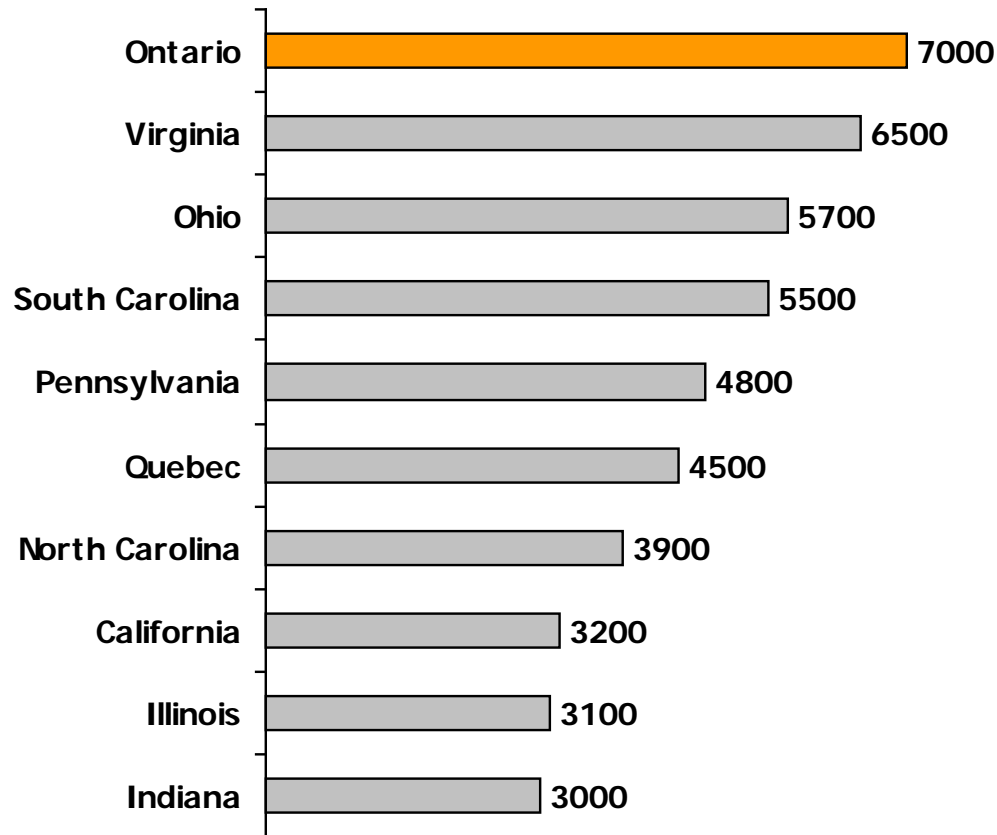 Ontario 7000
Virginia 6500
Ohio 5700
South Carolina 5500
Pennsylvania 4800
Quebec 4500
North Carolina 3900
California 3200
Illinois 3100
Indiana 3000